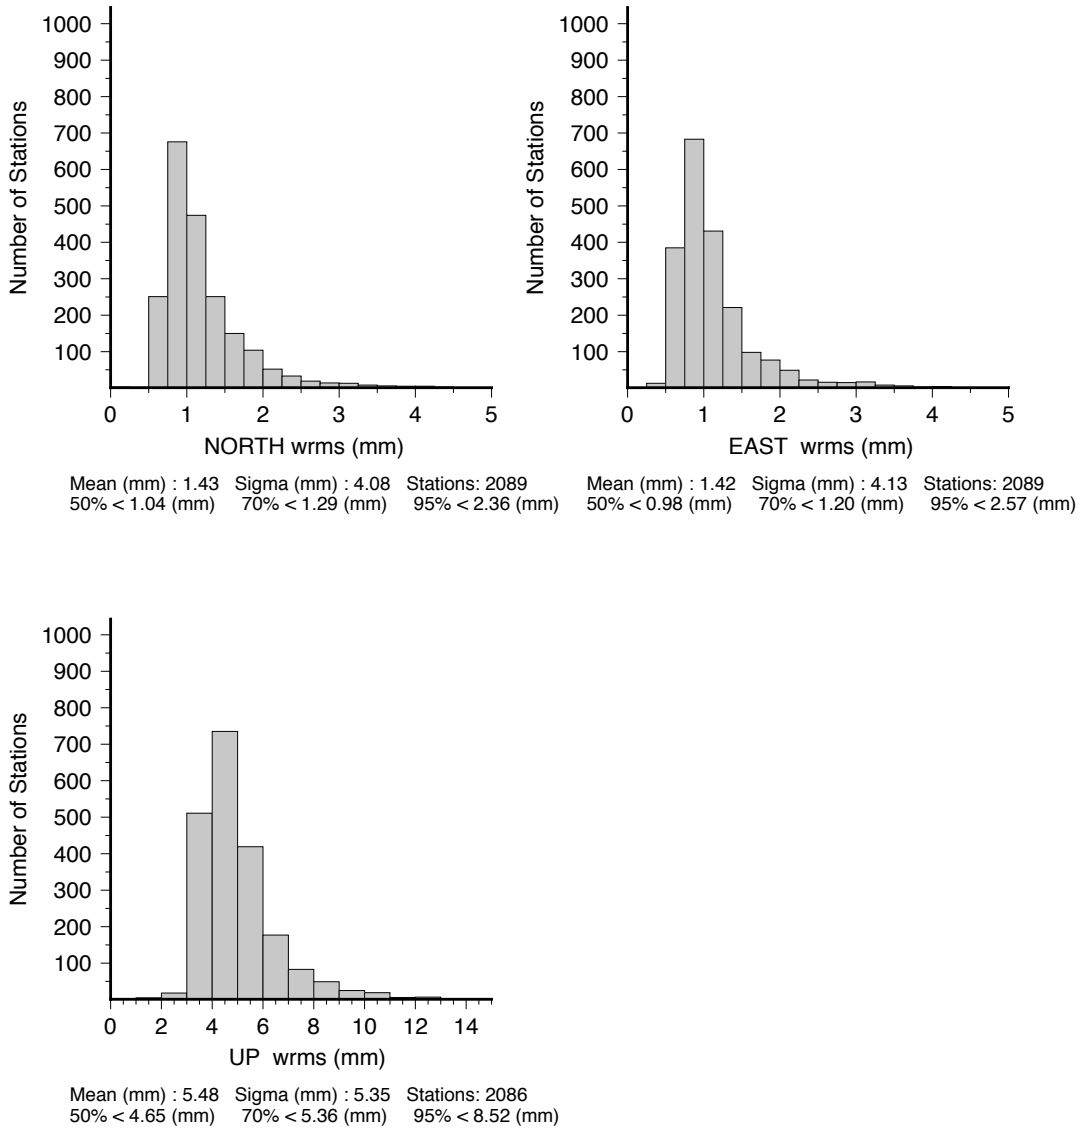 1000
900
800
700
600
500
400
300
200
100
Number of Stations
0 1 2 3 4 5
NORTH wrms (mm)
Mean (mm) : 1.43 Sigma (mm) : 4.08 Stations: 2089
50% < 1.04 (mm) 70% < 1.29 (mm) 95% < 2.36 (mm)
1000
900
800
700
600
500
400
300
200
100
Number of Stations
0 1 2 3 4 5
EAST wrms (mm)
Mean (mm) : 1.42 Sigma (mm) : 4.13 Stations: 2089
50% < 0.98 (mm) 70% < 1.20 (mm) 95% < 2.57 (mm)
1000
900
800
700
600
500
400
300
200
100
Number of Stations
0 2 4 6 8 10 12 14
UP wrms (mm)
Mean (mm) : 5.48 Sigma (mm) : 5.35 Stations: 2086
50% < 4.65 (mm) 70% < 5.36 (mm) 95% < 8.52 (mm)